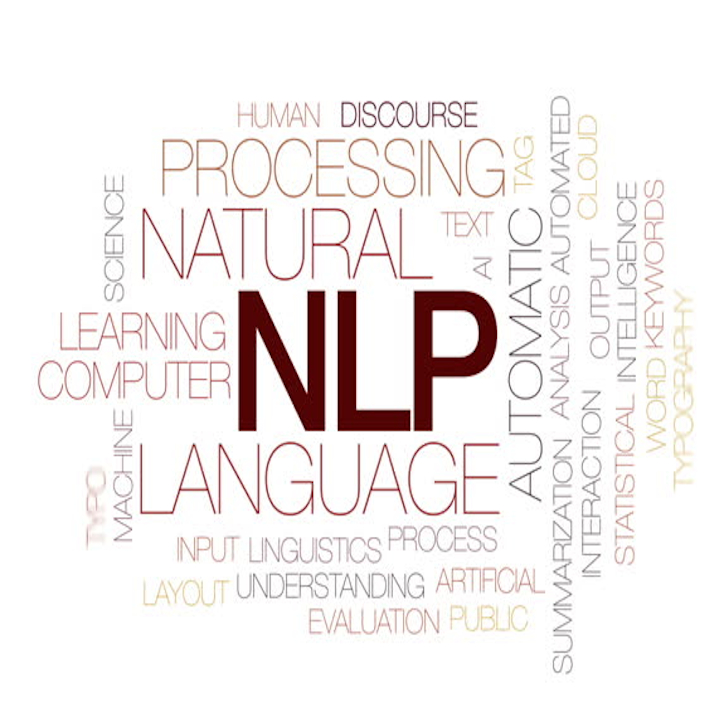 HUMAN DISCOURSE
PROCESSING
TAG
NATURAL
TEXT
AI
NLP
LEARNING
COMPUTER
SCIENCE
MACHINE
TYPO
LANGUAGE
AUTOMATIC
SUMMARIZATION ANALYSIS AUTOMATED
INTERACTION
OUTPUT
CLOUD
STATISTICAL INTELLIGENCE
WORD KEYWORDS
TYPOGRAPHY
INPUT LINGUISTICS PROCESS
LAYOUT UNDERSTANDING ARTIFICIAL
EVALUATION PUBLIC